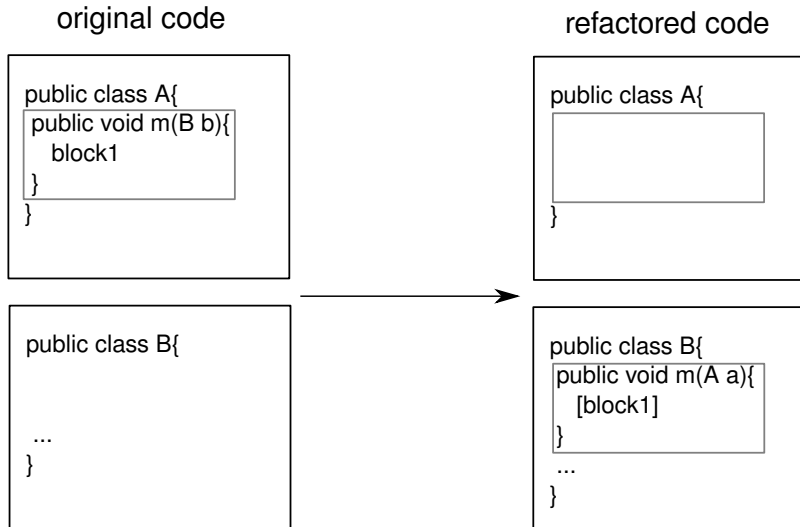 original code
public class A{
public void m(B b){
block1
}
}
public class B{
...
}
refactored code
public class A{
}
public class B{
public void m(A a){
[block1]
}
...
}